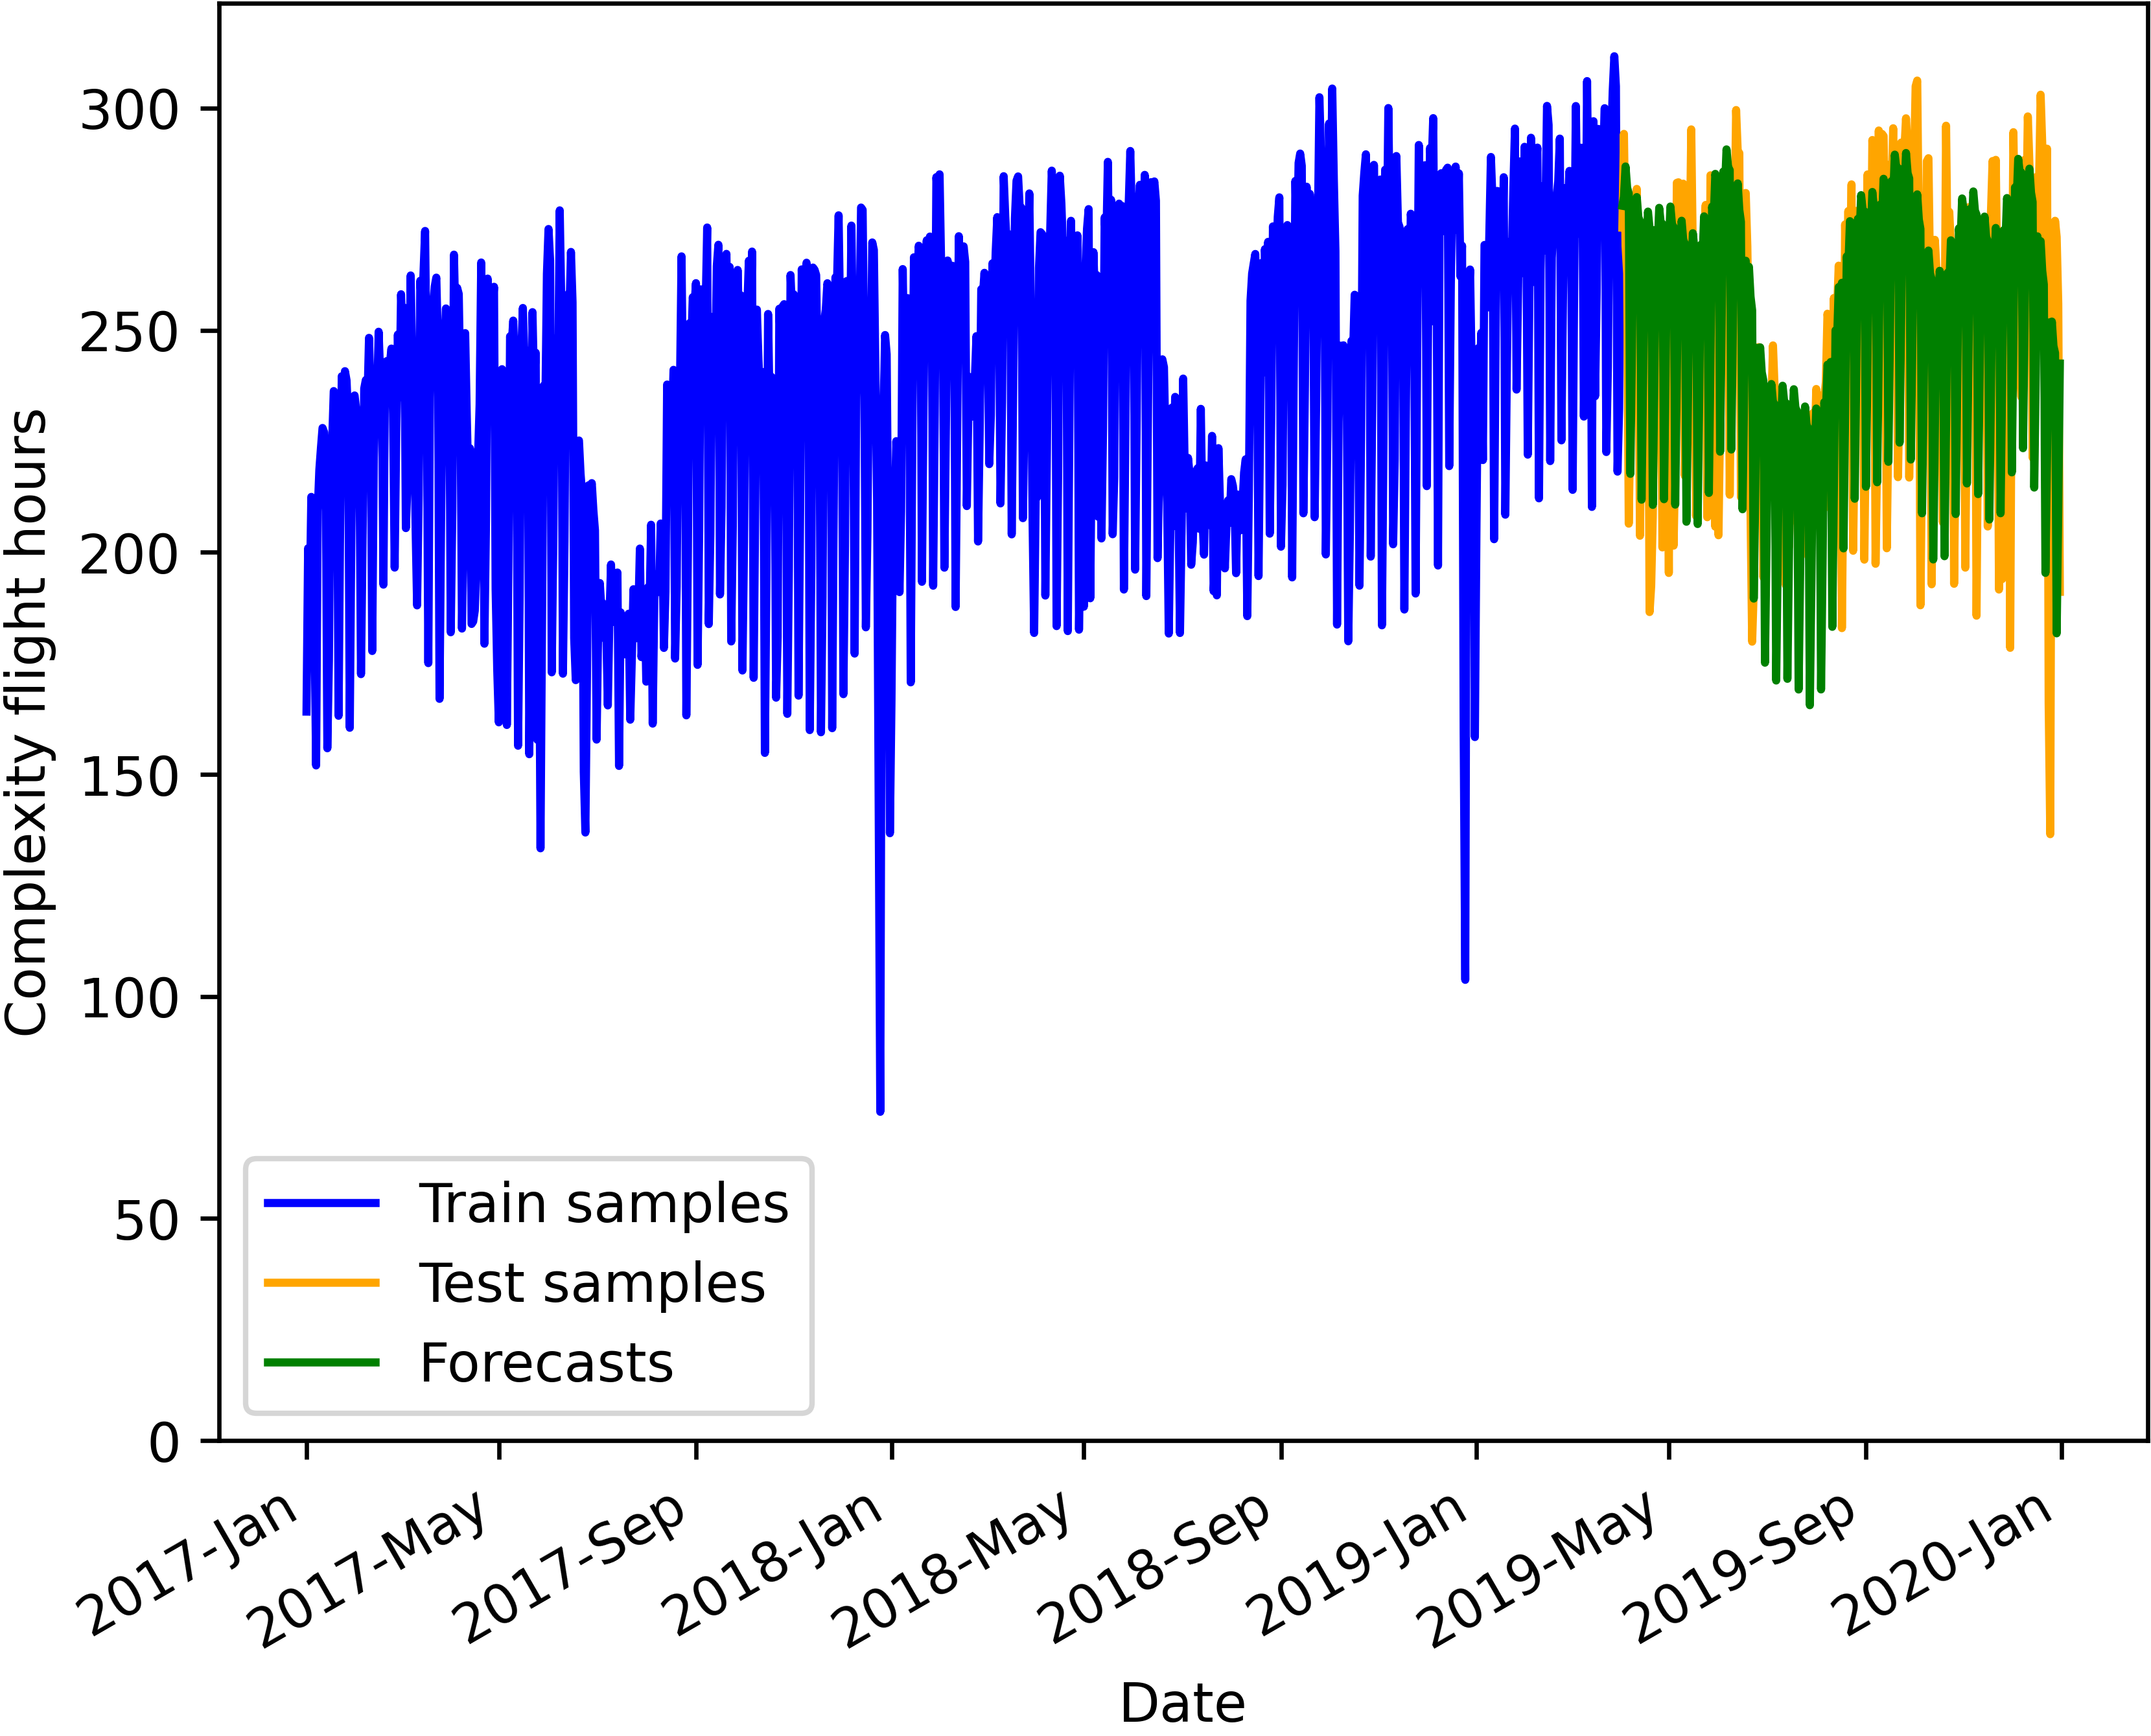 Complexity flight hours
300
250
200
150
100
50
0
Train samples
Test samples
Forecasts
2017-Jan
2017-May
2017-Sep
2018-Jan
2018-May
2018-Sep
2019-Jan
2019-May
2019-Sep
2020-Jan
Date